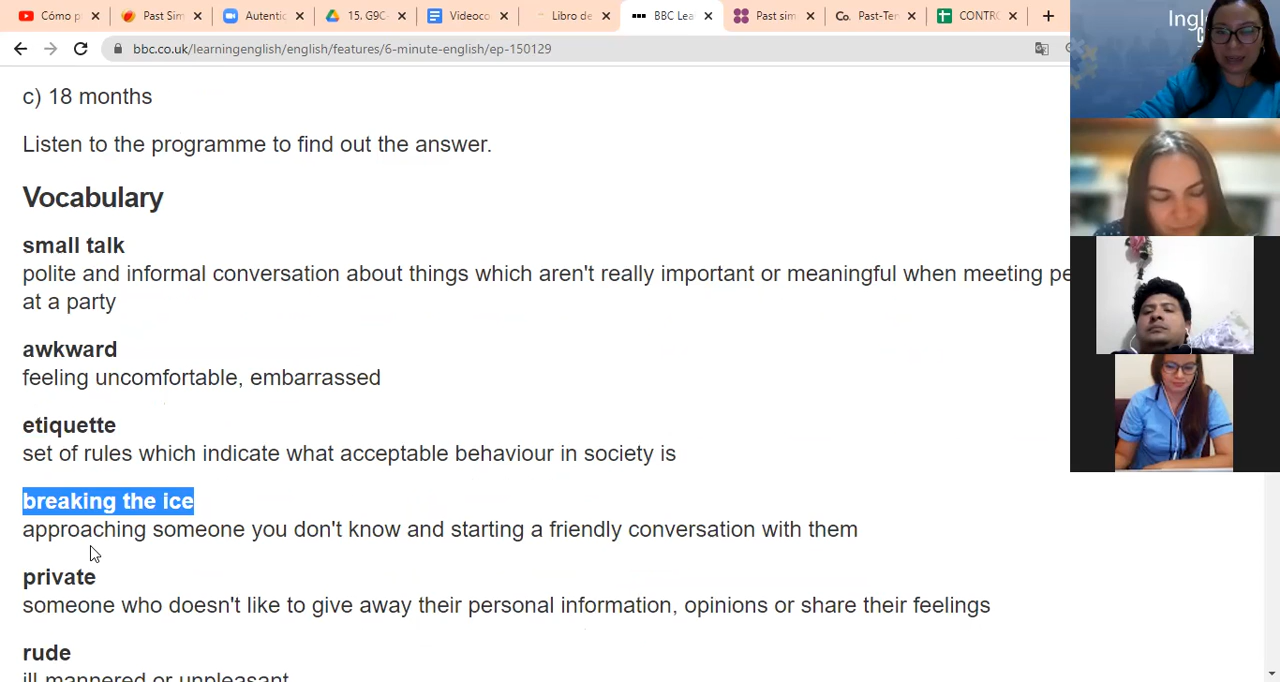 Cómo p
Past Sim
Autentic
15. G9C
Videoco
Libro de
BBC Lea
Past sim
Co. Past-Ten
CONTRO
bbc.co.uk/learningenglish/english/features/6-minute-english/ep-150129
Ingl
c) 18 months
Listen to the programme to find out the answer.
Vocabulary
small talk
polite and informal conversation about things which aren't really important or meaningful when meeting pe
at a party
awkward
feeling uncomfortable, embarrassed
etiquette
set of rules which indicate what acceptable behaviour in society is
breaking the ice
approaching someone you don't know and starting a friendly conversation with them
private
someone who doesn't like to give away their personal information, opinions or share their feelings
rude
ill-mannered or unpleasant